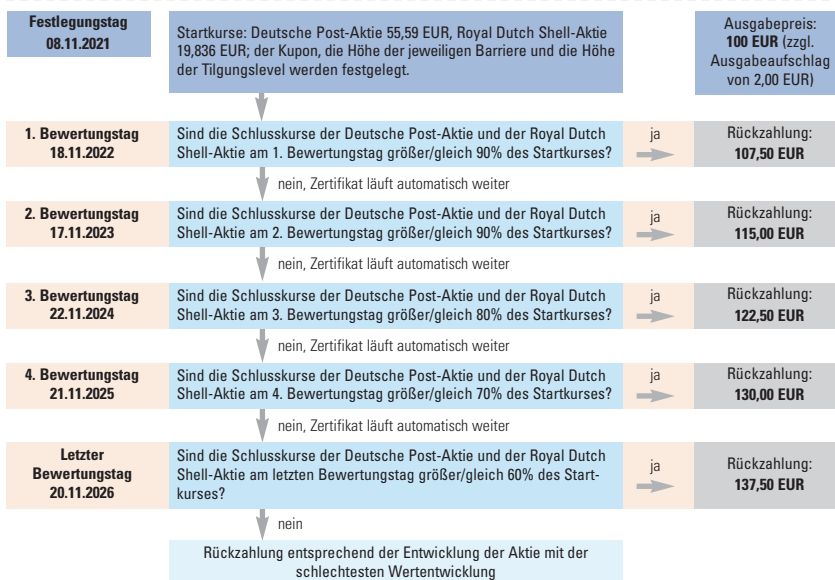 Festlegungstag
08.11.2021
Startkurse: Deutsche Post-Aktie 55,59 EUR, Royal Dutch Shell-Aktie
19,836 EUR; der Kupon, die Höhe der jeweiligen Barriere und die Höhe
der Tilgungslevel werden festgelegt.
Ausgabepreis:
100 EUR (zzgl.
Ausgabeaufschlag
von 2,00 EUR)
1. Bewertungstag
18.11.2022
Sind die Schlusskurse der Deutsche Post-Aktie und der Royal Dutch
Shell-Aktie am 1. Bewertungstag größer/gleich 90% des Startkurses?
ja
Rückzahlung:
107,50 EUR
nein, Zertifikat läuft automatisch weiter
2. Bewertungstag
17.11.2023
Sind die Schlusskurse der Deutsche Post-Aktie und der Royal Dutch
Shell-Aktie am 2. Bewertungstag größer/gleich 90% des Startkurses?
ja
Rückzahlung:
115,00 EUR
nein, Zertifikat läuft automatisch weiter
3. Bewertungstag
22.11.2024
Sind die Schlusskurse der Deutsche Post-Aktie und der Royal Dutch
Shell-Aktie am 3. Bewertungstag größer/gleich 80% des Startkurses?
ja
Rückzahlung:
122,50 EUR
nein, Zertifikat läuft automatisch weiter
4. Bewertungstag
21.11.2025
Sind die Schlusskurse der Deutsche Post-Aktie und der Royal Dutch
Shell-Aktie am 4. Bewertungstag größer/gleich 70% des Startkurses?
ja
Rückzahlung:
130,00 EUR
nein, Zertifikat läuft automatisch weiter
Letzter
Bewertungstag
20.11.2026
Sind die Schlusskurse der Deutsche Post-Aktie und der Royal Dutch
Shell-Aktie am letzten Bewertungstag größer/gleich 60% des Start-
kurses?
ja
Rückzahlung:
137,50 EUR
nein
Rückzahlung entsprechend der Entwicklung der Aktie mit der
schlechtesten Wertentwicklung